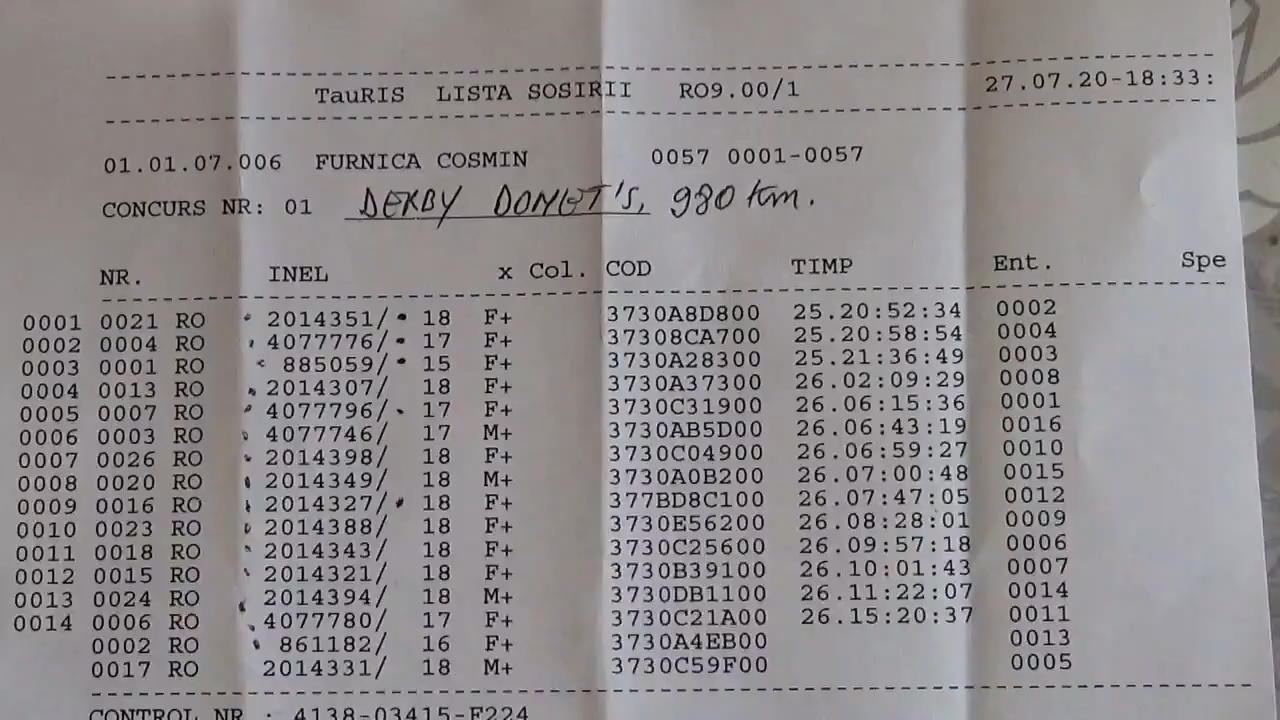 TauRIS LISTA SOSIRII RO9.00/1 27.07.20-18:33:
01.01.07.006 FURNICA COSMIN 0057 0001-0057
CONCURS NR: 01 DERBY DONET'S, 980 km.
NR. INEL x Col. COD TIMP Ent. Spe
0001 0021 RO 2014351/ 18 F+ 3730A8D800 25.20:52:34 0002
0002 0004 RO 4077776/ 17 F+ 37308CA700 25.20:58:54 0004
0003 0001 RO 885059/ 15 F+ 3730A28300 25.21:36:49 0003
0004 0013 RO 2014307/ 18 F+ 3730A37300 26.02:09:29 0008
0005 0007 RO 4077796/ 17 F+ 3730C31900 26.06:15:36 0001
0006 0003 RO 4077746/ 17 M+ 3730AB5D00 26.06:43:19 0016
0007 0026 RO 2014398/ 18 F+ 3730C04900 26.06:59:27 0010
0008 0020 RO 2014349/ 18 M+ 3730A0B200 26.07:00:48 0015
0009 0016 RO 2014327/ 18 F+ 377BD8C100 26.07:47:05 0012
0010 0023 RO 2014388/ 18 F+ 3730E56200 26.08:28:01 0009
0011 0018 RO 2014343/ 18 F+ 3730C25600 26.09:57:18 0006
0012 0015 RO 2014321/ 18 F+ 3730B39100 26.10:01:43 0007
0013 0024 RO 2014394/ 18 M+ 3730DB1100 26.11:22:07 0014
0014 0006 RO 4077780/ 17 F+ 3730C21A00 26.15:20:37 0011
0002 RO 861182/ 16 F+ 3730A4EB00 0013
0017 RO 2014331/ 18 M+ 3730C59F00 0005
CONTROL NR : 4138-03415-F224